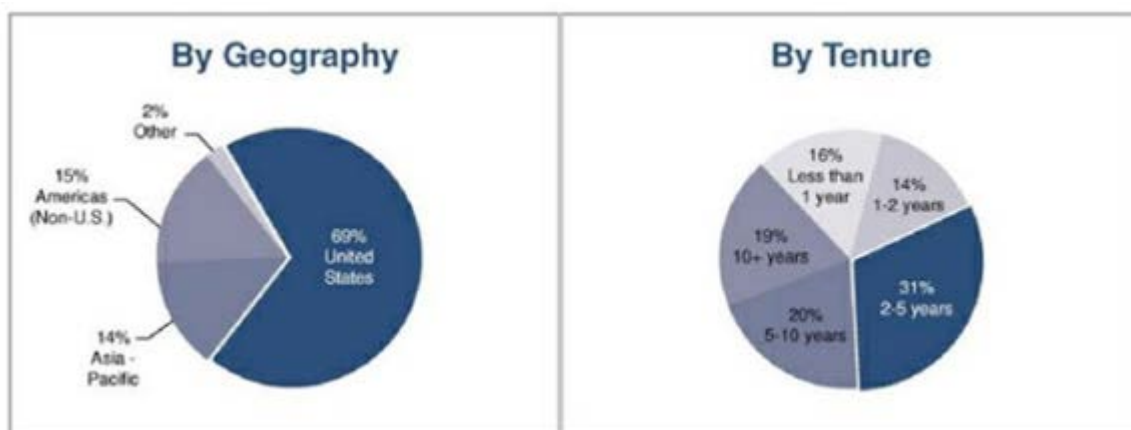 By Geography
2%
Other
15%
Americas
(Non-U.S.)
69%
United
States
14%
Asia -
Pacific
By Tenure
16%
Less than
1 year
14%
1-2 years
19%
10+ years
31%
2-5 years
20%
5-10 years